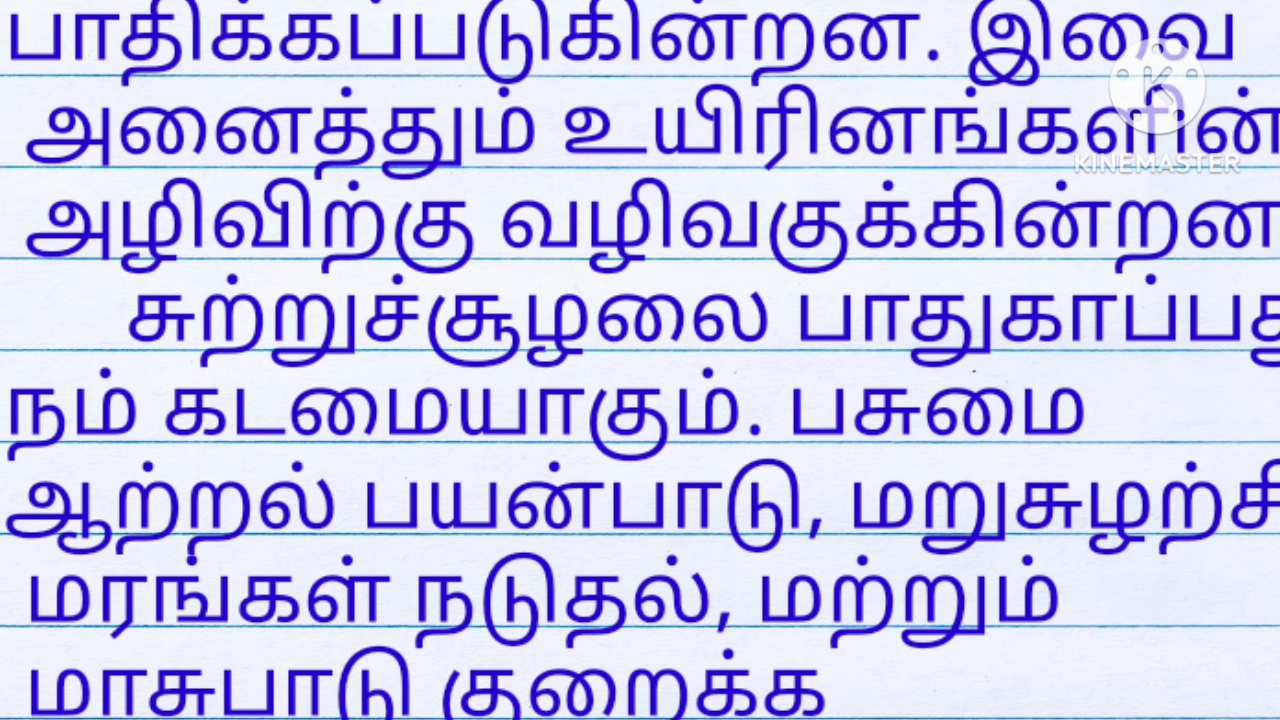 பாதிக்கப்படுகின்றன. இவை
அனைத்தும் உயிரினங்களின்
அழிவிற்கு வழிவகுக்கின்றன
சுற்றுச்சூழலை பாதுகாப்பது
நம் கடமையாகும். பசுமை
ஆற்றல் பயன்பாடு, மறுசுழற்சி
மரங்கள் நடுதல், மற்றும்
மாசுபாடு குறைக்க
KINEMASTER